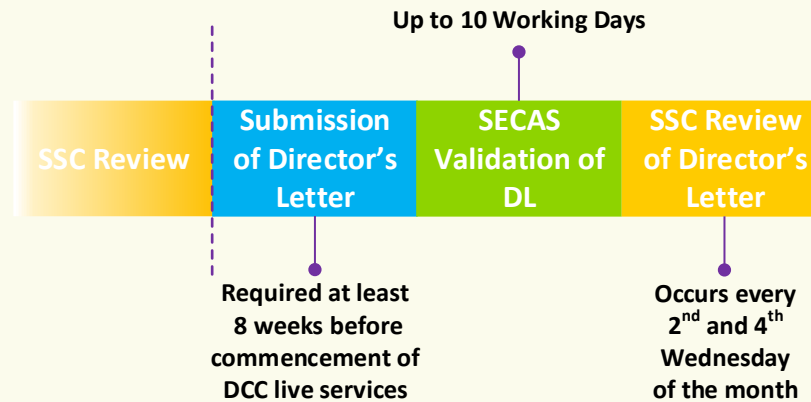 Up to 10 Working Days
SSC Review
Submission
of Director's
Letter
SECAS
Validation of
DL
SSC Review
of Director's
Letter
Required at least
8 weeks before
commencement of
DCC live services
Occurs every
2nd and 4th
Wednesday
of the month